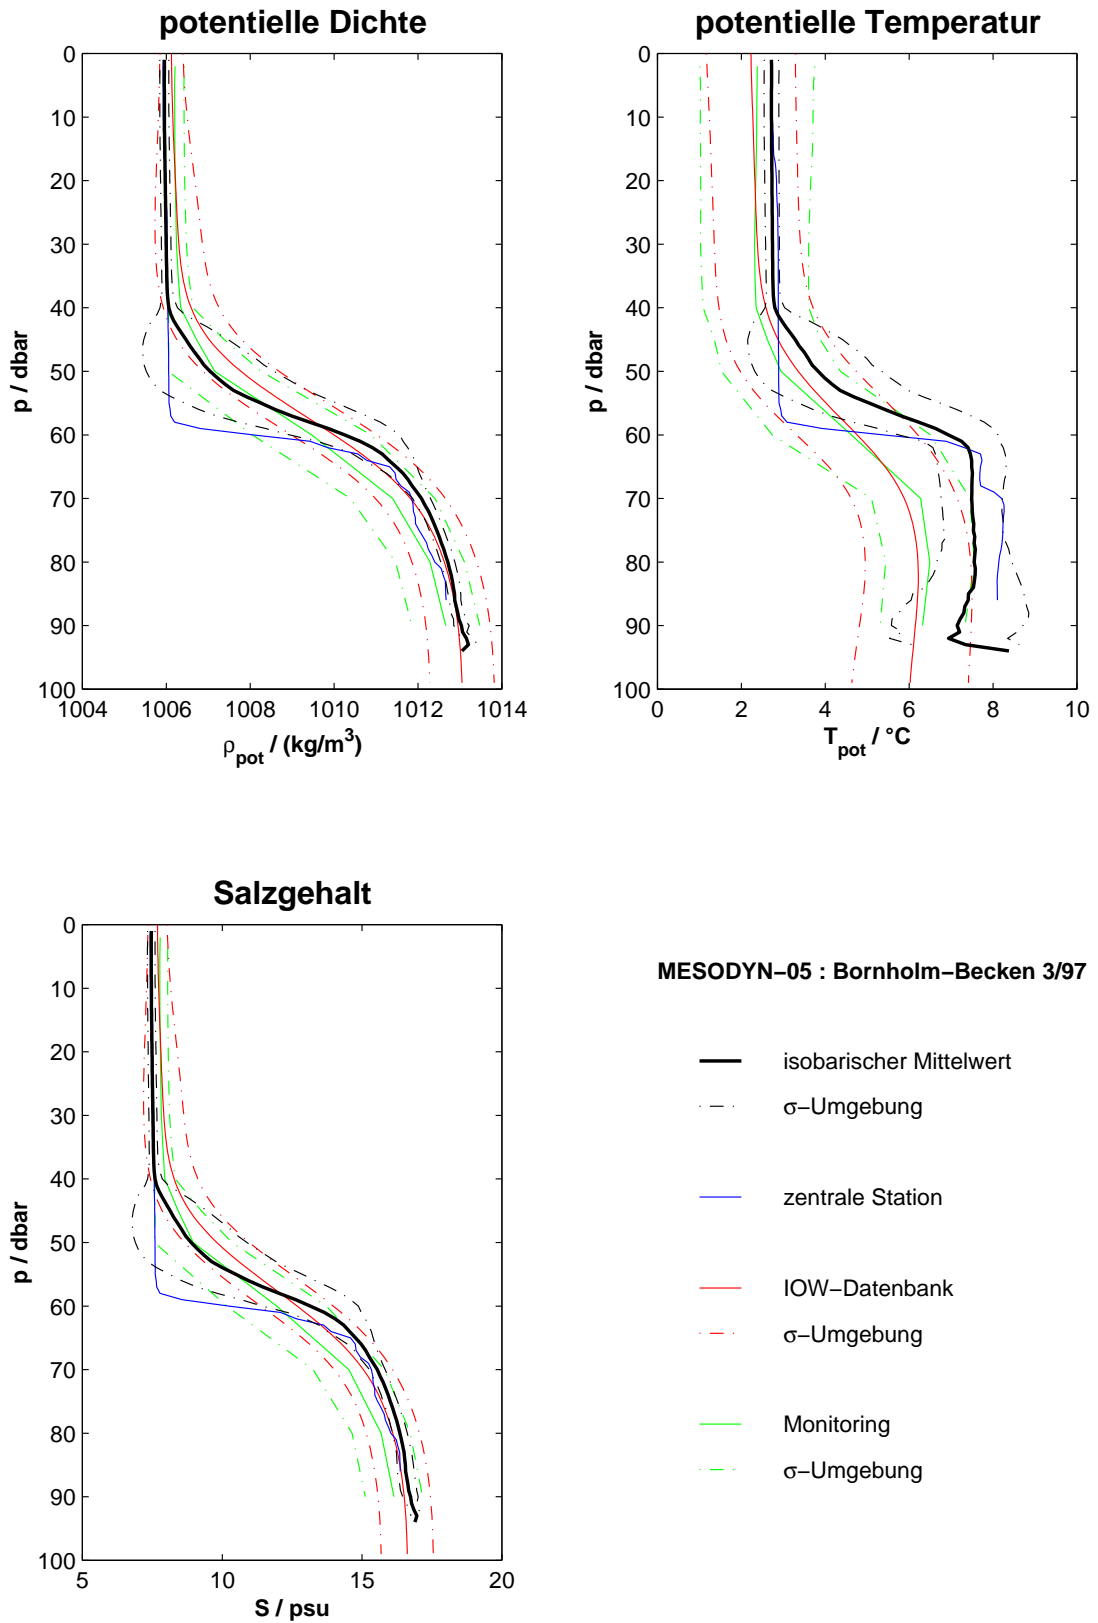 potentielle Dichte
0
10
20
30
40
50
60
70
80
90
100
1004
1006
1008
1010
1012
1014
p / dbar
ρpot / (kg/m3)
potentielle Temperatur
0
10
20
30
40
50
60
70
80
90
100
0
2
4
6
8
10
p / dbar
Tpot / °C
Salzgehalt
0
10
20
30
40
50
60
70
80
90
100
5
10
15
20
p / dbar
S / psu
MESODYN−05 : Bornholm−Becken 3/97
isobarischer Mittelwert
σ−Umgebung
zentrale Station
IOW−Datenbank
σ−Umgebung
Monitoring
σ−Umgebung